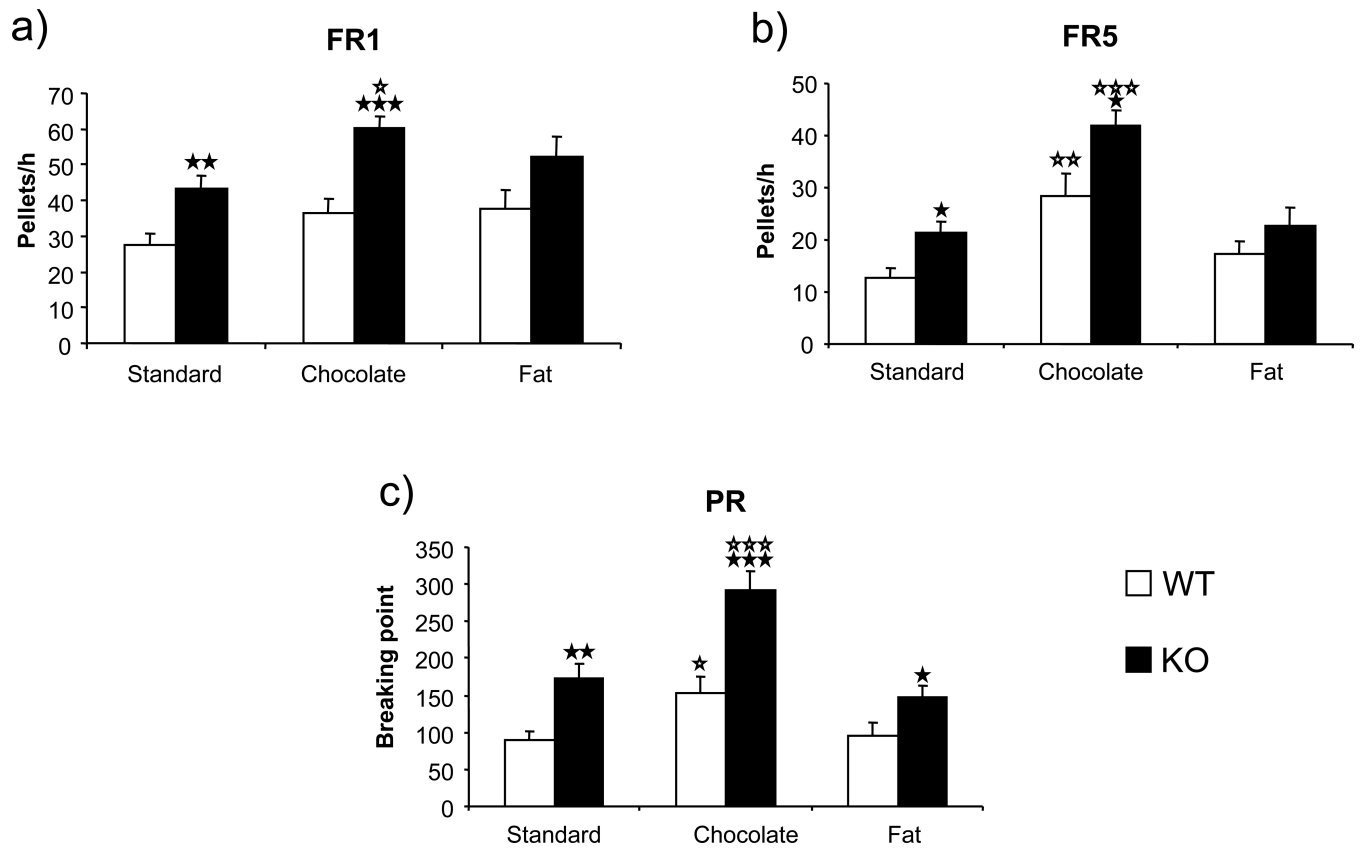 a)
FR1
Pellets/h
70
60
50
40
30
20
10
0
Standard Chocolate Fat
b)
FR5
Pellets/h
50
40
30
20
10
0
Standard Chocolate Fat
c)
PR
Breaking point
350
300
250
200
150
100
50
0
Standard Chocolate Fat
WT
KO